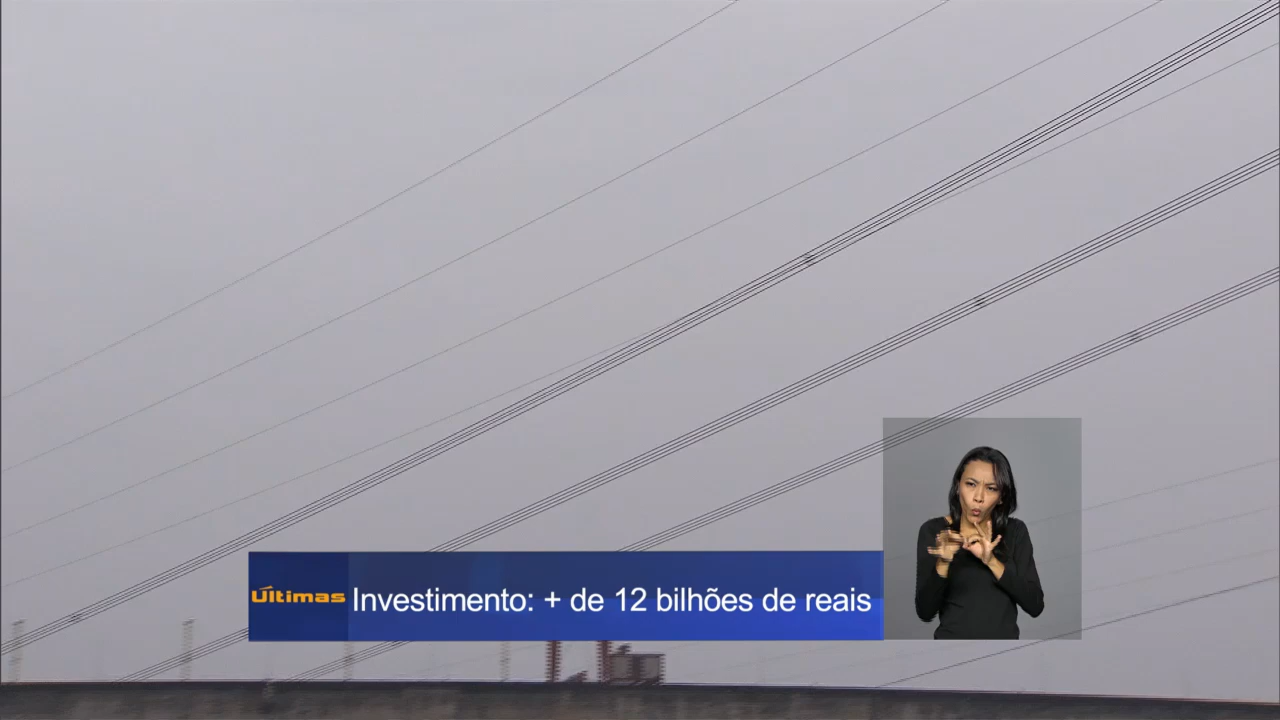 Últimas Investimento: + de 12 bilhões de reais